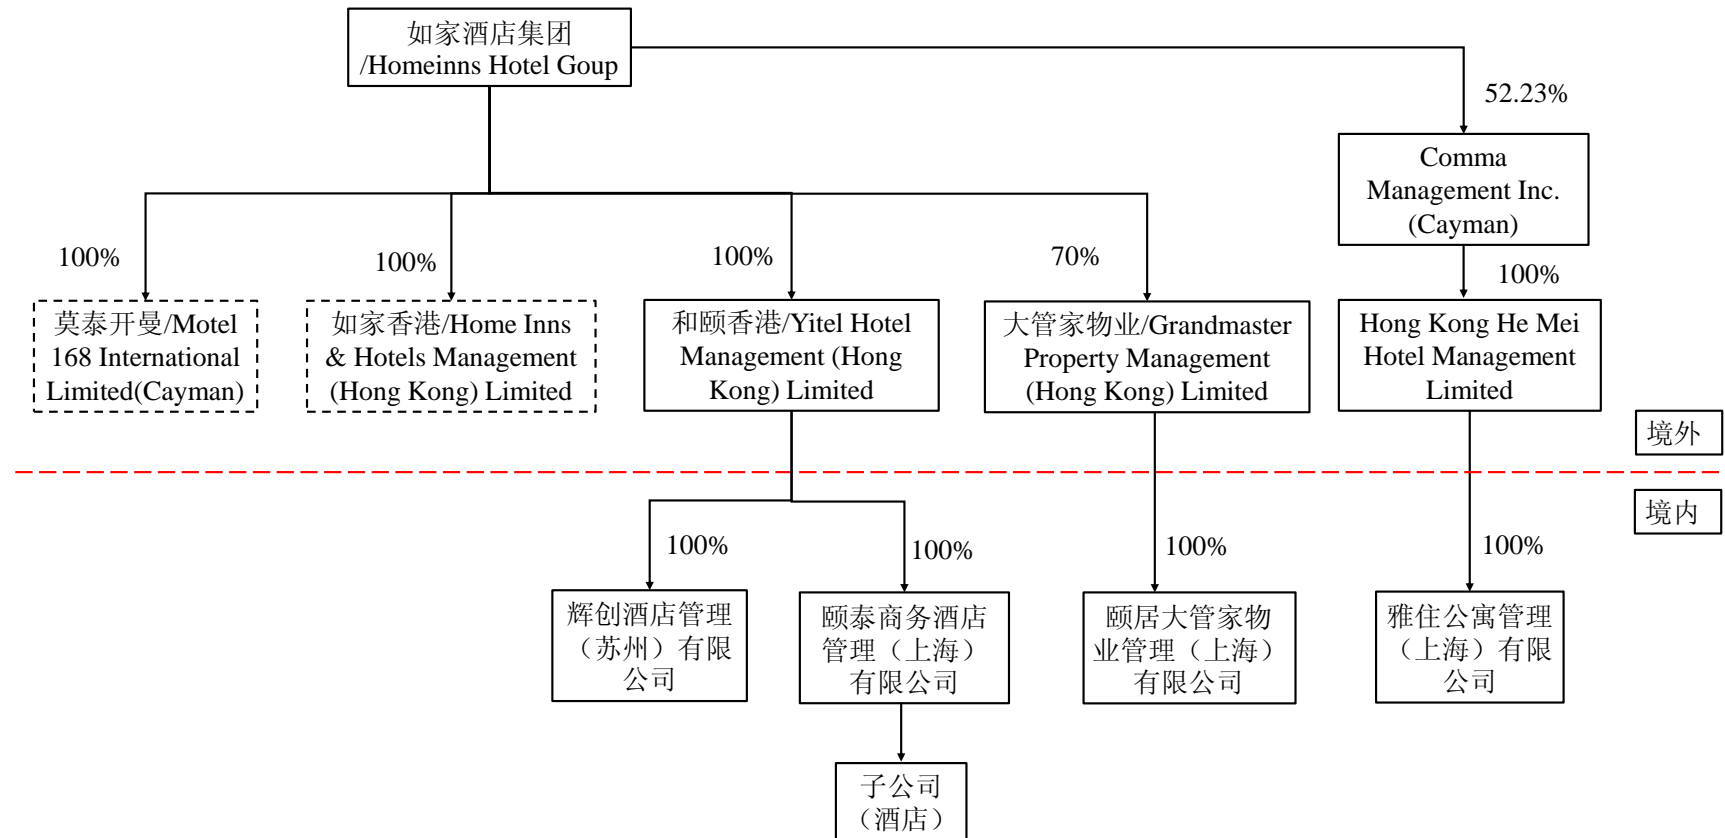 如家酒店集团
/Homeinns Hotel Goup
52.23%
Comma
Management Inc.
(Cayman)
100%
100%
100%
70%
100%
莫泰开曼/Motel
168 International
Limited(Cayman)
如家香港/Home Inns
& Hotels Management
(Hong Kong) Limited
和颐香港/Yitel Hotel
Management (Hong
Kong) Limited
大管家物业/Grandmaster
Property Management
(Hong Kong) Limited
Hong Kong He Mei
Hotel Management
Limited
境外
境内
100%
100%
100%
100%
辉创酒店管理
（苏州）有限
公司
颐泰商务酒店
管理（上海）
有限公司
颐居大管家物
业管理（上海）
有限公司
雅住公寓管理
（上海）有限
公司
子公司
（酒店）